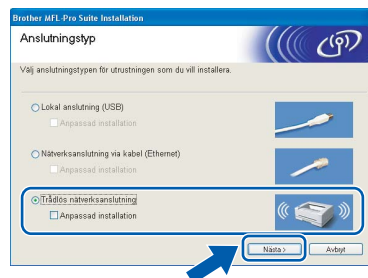 Brother MFL-Pro Suite Installation
Anslutningstyp
Välj anslutningstypen för utrustningen som du vill installera.
Lokal anslutning (USB)
Anpassad installation
Nätverksanslutning via kabel (Ethernet)
Anpassad installation
Trådlös nätverksanslutning
Anpassad installation
Nästa >
Avbryt